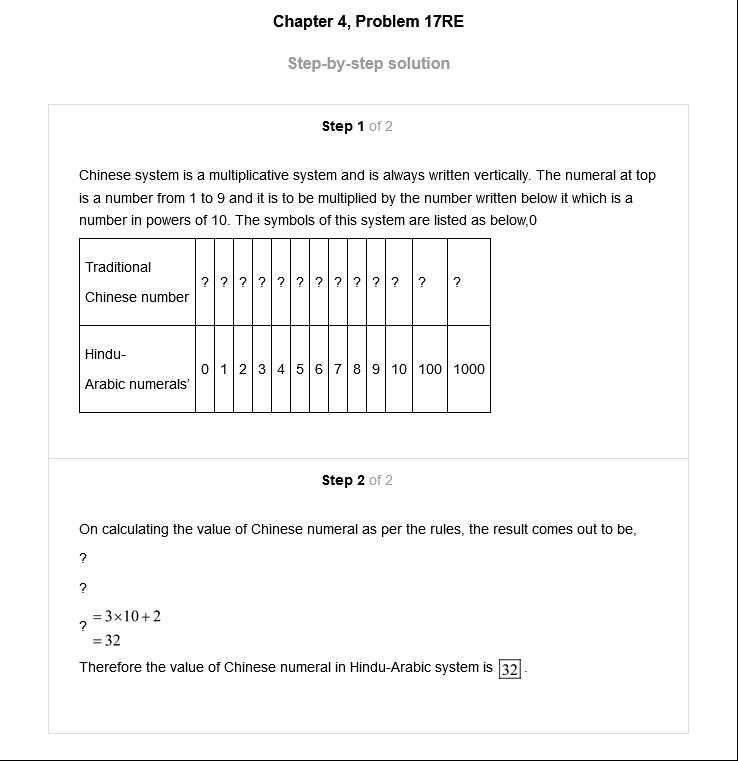 Chapter 4, Problem 17RE
Step-by-step solution
Step 1 of 2
Chinese system is a multiplicative system and is always written vertically. The numeral at top
is a number from 1 to 9 and it is to be multiplied by the number written below it which is a
number in powers of 10. The symbols of this system are listed as below,0
Traditional
Chinese number
? ? ? ? ? ? ? ? ? ? ? ? ?
Hindu-
Arabic numerals'
0 1 2 3 4 5 6 7 8 9 10 100 1000
Step 2 of 2
On calculating the value of Chinese numeral as per the rules, the result comes out to be,
?
?
? =3×10+2
=32
Therefore the value of Chinese numeral in Hindu-Arabic system is 32.